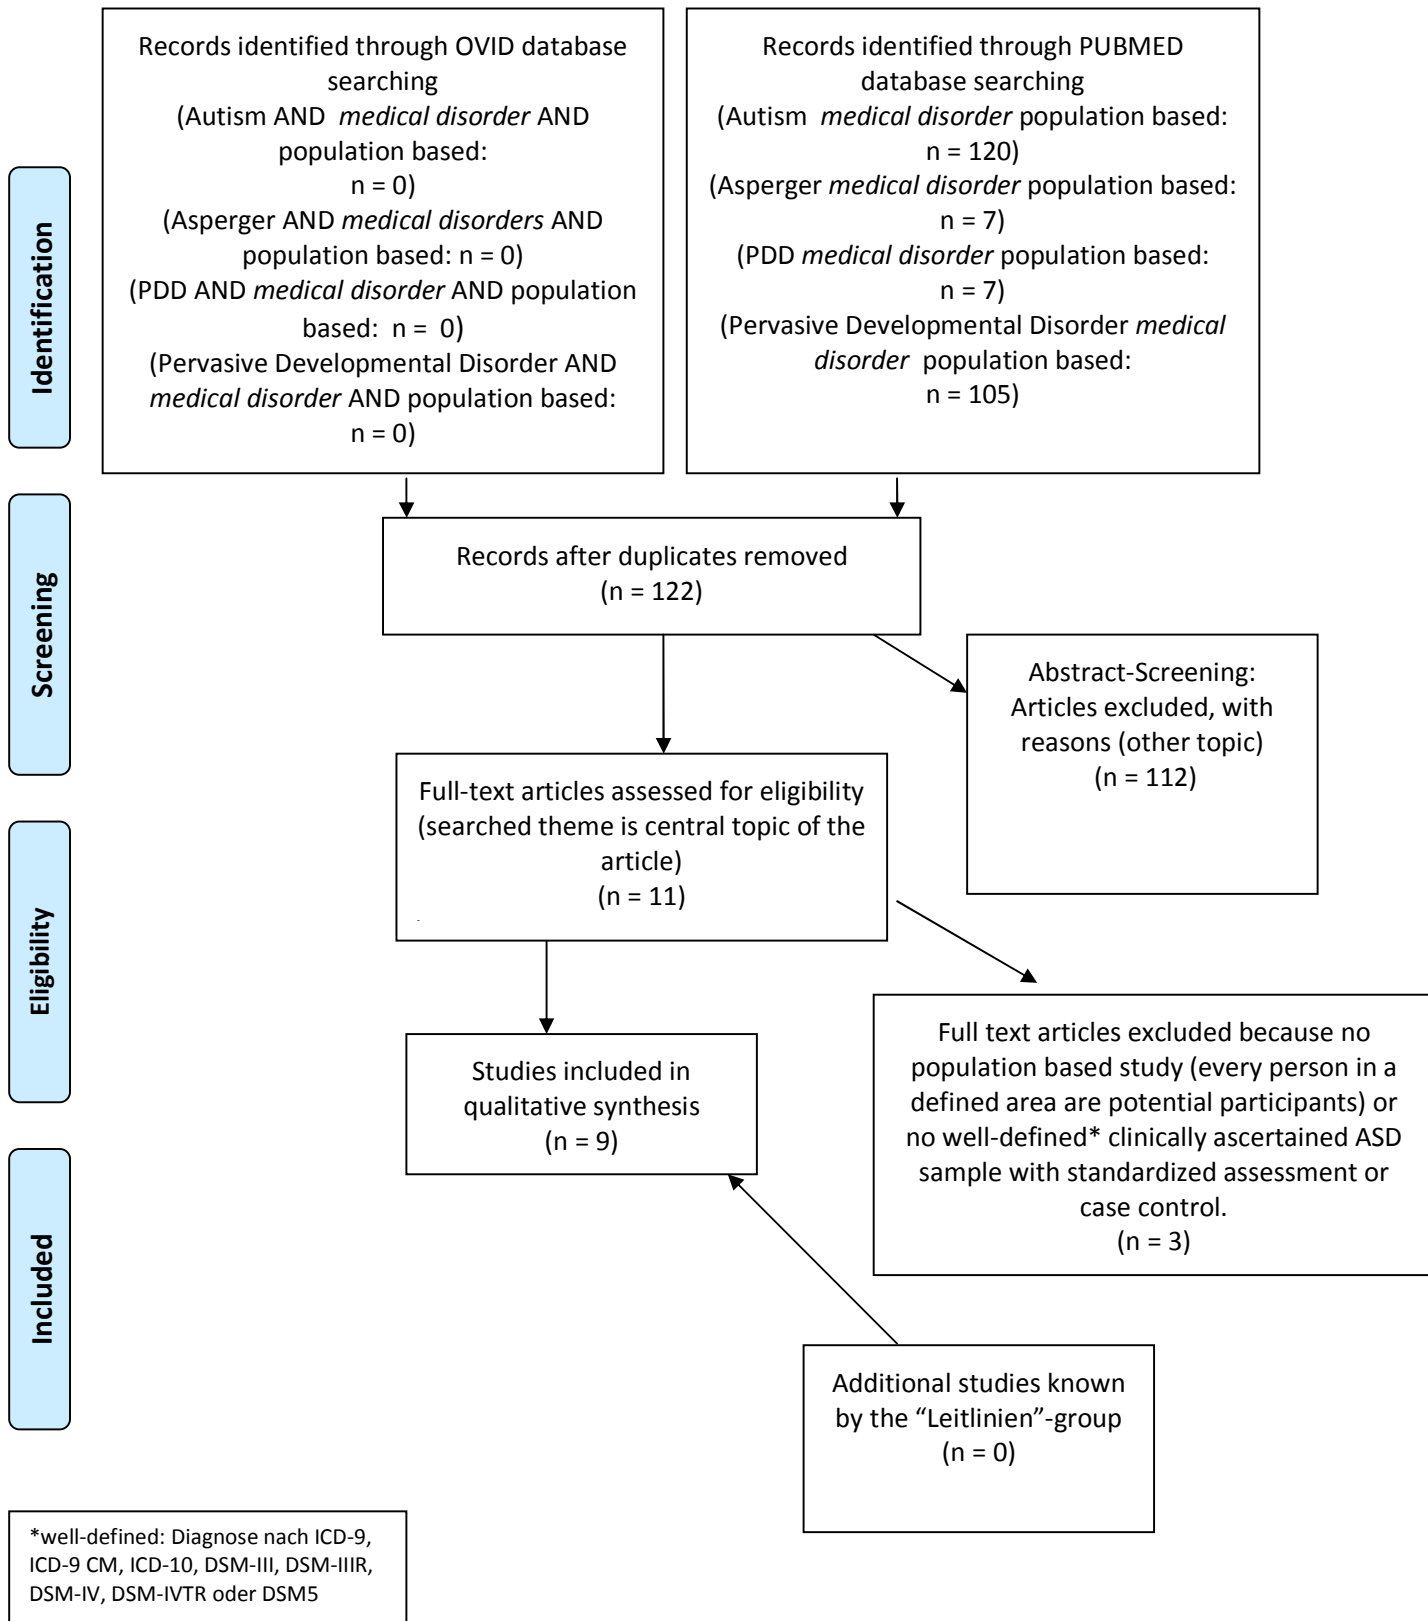 Records identified through OVID database
searching
(Autism AND medical disorder AND
population based:
n = 0)
(Asperger AND medical disorders AND
population based: n = 0)
(PDD AND medical disorder AND population
based: n = 0)
(Pervasive Developmental Disorder AND
medical disorder AND population based:
n = 0)
Records identified through PUBMED
database searching
(Autism medical disorder population based:
n = 120)
(Asperger medical disorder population based:
n = 7)
(PDD medical disorder population based:
n = 7)
(Pervasive Developmental Disorder medical
disorder population based:
n = 105)
Identification
Records after duplicates removed
(n = 122)
Screening
Abstract-Screening:
Articles excluded, with
reasons (other topic)
(n = 112)
Full-text articles assessed for eligibility
(searched theme is central topic of the
article)
(n = 11)
Eligibility
Full text articles excluded because no
population based study (every person in a
defined area are potential participants) or
no well-defined* clinically ascertained ASD
sample with standardized assessment or
case control.
(n = 3)
Studies included in
qualitative synthesis
(n = 9)
Included
Additional studies known
by the “Leitlinien”-group
(n = 0)
*well-defined: Diagnose nach ICD-9,
ICD-9 CM, ICD-10, DSM-III, DSM-IIIR,
DSM-IV, DSM-IVTR oder DSM5